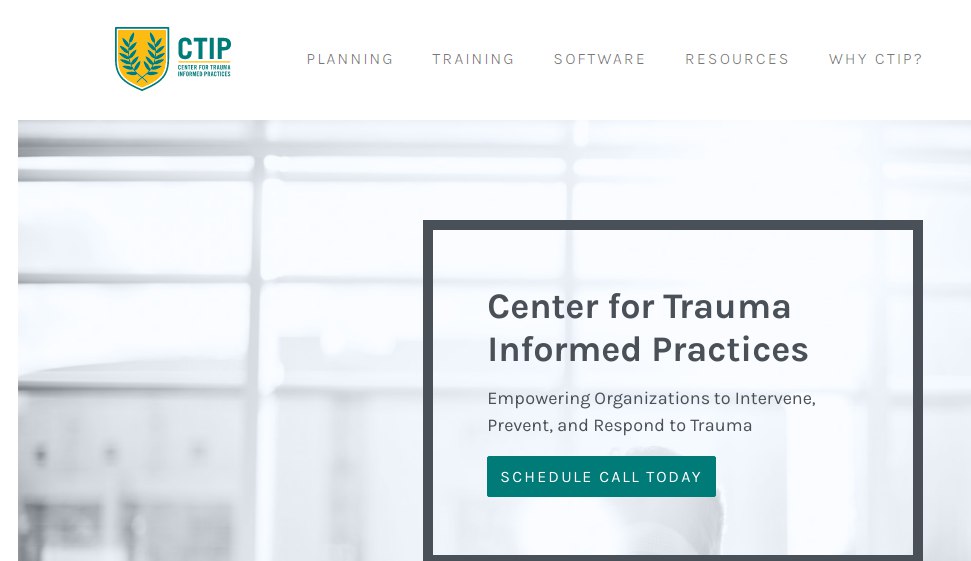 CTIP
CENTER FOR TRAUMA
INFORMED PRACTICES
PLANNING TRAINING SOFTWARE RESOURCES WHY CTIP?
Center for Trauma
Informed Practices
Empowering Organizations to Intervene,
Prevent, and Respond to Trauma
SCHEDULE CALL TODAY